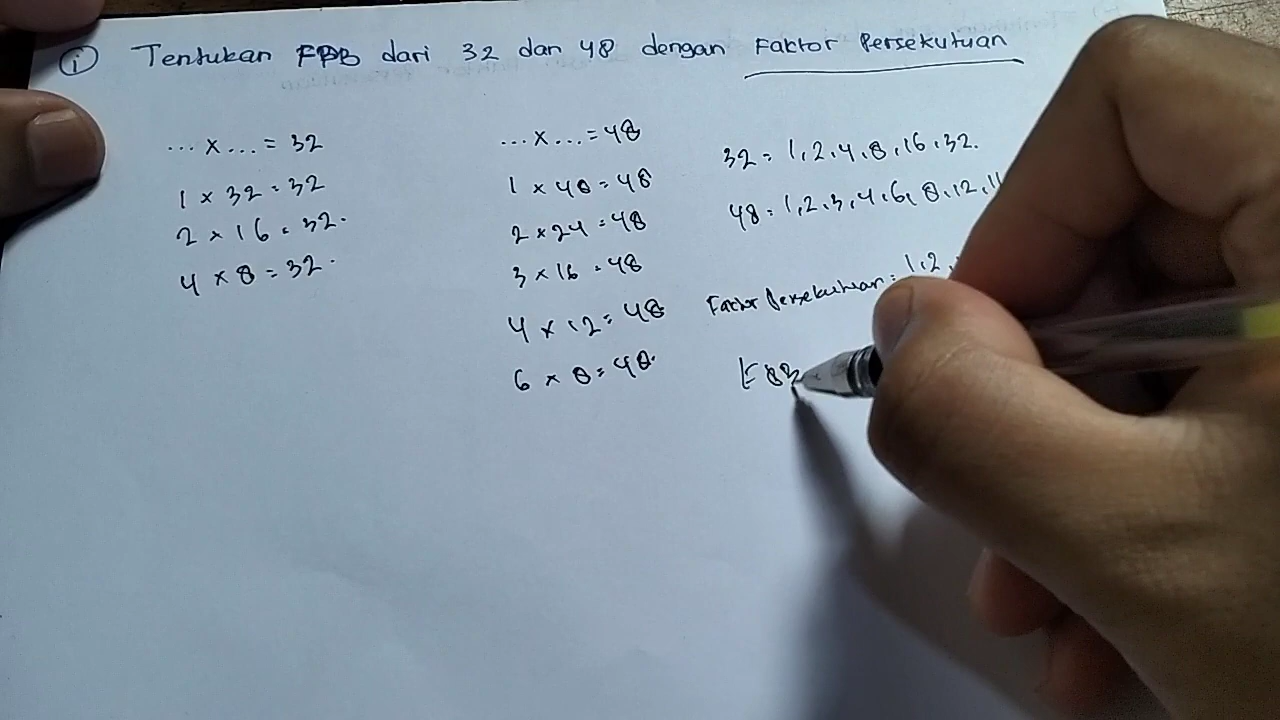 1 Tentukan FPB dari 32 dan 48 dengan Faktor Persekutuan
... x ... = 32
1 x 32 = 32
2 x 16 = 32.
4 x 8 = 32.
... x ... = 48
1 x 48 = 48
2 x 24 = 48
3 x 16 = 48
4 x 12 = 48
6 x 8 = 48.
32 = 1, 2, 4, 8, 16, 32.
48 = 1, 2, 3, 4, 6, 8, 12, 1
Faktor Persekutuan = 1, 2,